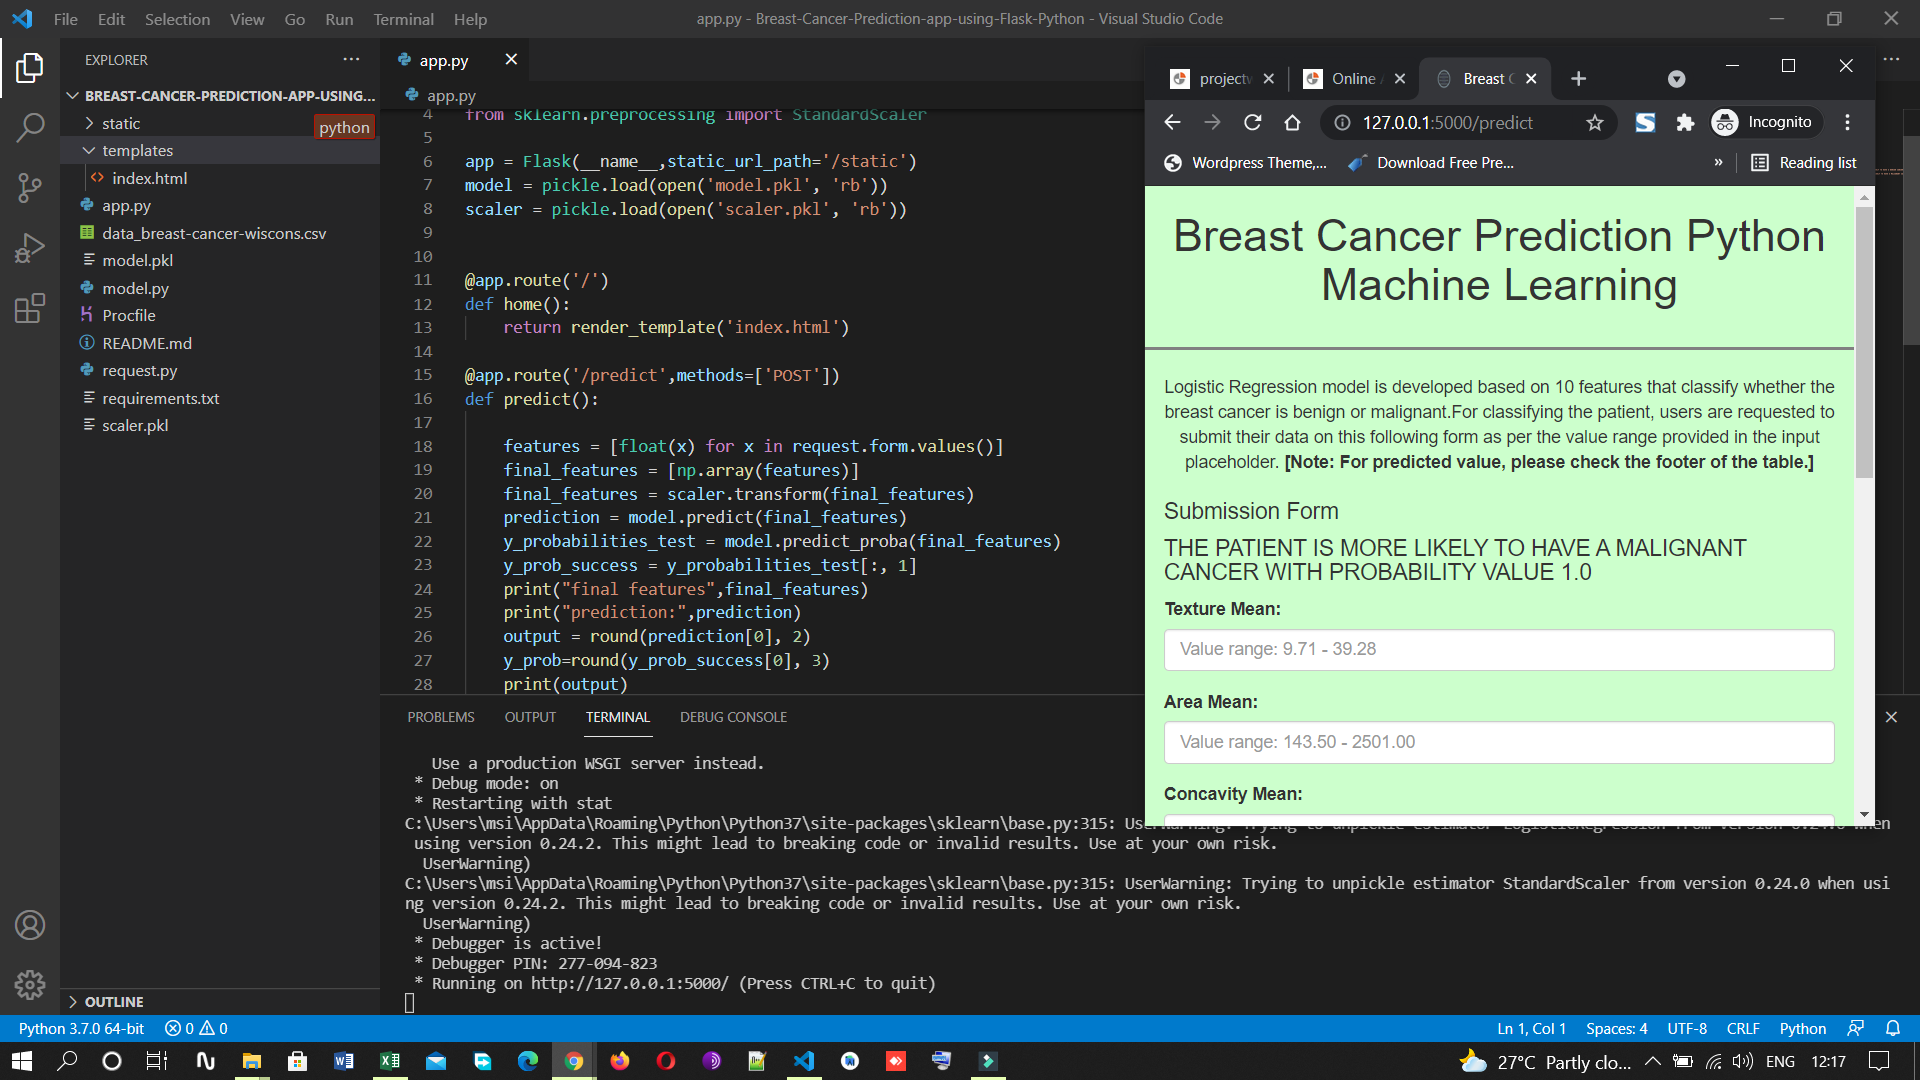 File Edit Selection View Go Run Terminal Help
app.py - Breast-Cancer-Prediction-app-using-Flask-Python - Visual Studio Code
EXPLORER
BREAST-CANCER-PREDICTION-APP-USING...
static
python
templates
index.html
app.py
data_breast-cancer-wiscons.csv
model.pkl
model.py
Procfile
README.md
request.py
requirements.txt
scaler.pkl
OUTLINE
app.py
app.py
4 from sklearn.preprocessing import StandardScaler
5
6 app = Flask(__name__,static_url_path='/static')
7 model = pickle.load(open('model.pkl', 'rb'))
8 scaler = pickle.load(open('scaler.pkl', 'rb'))
9
10
11 @app.route('/')
12 def home():
13 return render_template('index.html')
14
15 @app.route('/predict',methods=['POST'])
16 def predict():
17
18 features = [float(x) for x in request.form.values()]
19 final_features = [np.array(features)]
20 final_features = scaler.transform(final_features)
21 prediction = model.predict(final_features)
22 y_probabilities_test = model.predict_proba(final_features)
23 y_prob_success = y_probabilities_test[:, 1]
24 print("final features",final_features)
25 print("prediction:",prediction)
26 output = round(prediction[0], 2)
27 y_prob=round(y_prob_success[0], 3)
28 print(output)
PROBLEMS OUTPUT TERMINAL DEBUG CONSOLE
Use a production WSGI server instead.
* Debug mode: on
* Restarting with stat
C:\Users\msi\AppData\Roaming\Python\Python37\site-packages\sklearn\base.py:315: UserWarning: Trying to unpickle estimator LogisticRegression from version 0.24.0 when
using version 0.24.2. This might lead to breaking code or invalid results. Use at your own risk.
UserWarning)
C:\Users\msi\AppData\Roaming\Python\Python37\site-packages\sklearn\base.py:315: UserWarning: Trying to unpickle estimator StandardScaler from version 0.24.0 when usi
ng version 0.24.2. This might lead to breaking code or invalid results. Use at your own risk.
UserWarning)
* Debugger is active!
* Debugger PIN: 277-094-823
* Running on http://127.0.0.1:5000/ (Press CTRL+C to quit)
projectw
Online
Breast C
127.0.0.1:5000/predict
Incognito
Wordpress Theme,...
Download Free Pre...
»
Reading list
Breast Cancer Prediction Python
Machine Learning
Logistic Regression model is developed based on 10 features that classify whether the
breast cancer is benign or malignant.For classifying the patient, users are requested to
submit their data on this following form as per the value range provided in the input
placeholder. [Note: For predicted value, please check the footer of the table.]
Submission Form
THE PATIENT IS MORE LIKELY TO HAVE A MALIGNANT
CANCER WITH PROBABILITY VALUE 1.0
Texture Mean:
Value range: 9.71 - 39.28
Area Mean:
Value range: 143.50 - 2501.00
Concavity Mean:
Python 3.7.0 64-bit 0 0
Ln 1, Col 1 Spaces: 4 UTF-8 CRLF Python
27°C Partly clo... ENG 12:17